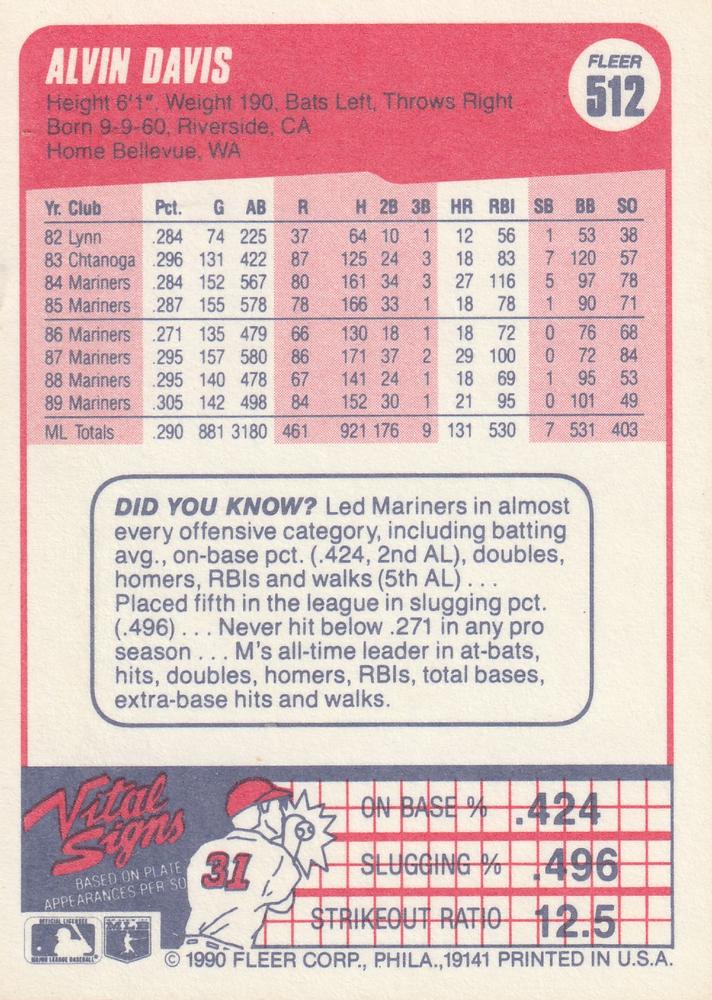 ALVIN DAVIS
FLEER
512
Height 6'1", Weight 190, Bats Left, Throws Right
Born 9-9-60, Riverside, CA
Home Bellevue, WA
Yr. Club Pct. G AB R H 2B 3B HR RBI SB BB SO
82 Lynn .284 74 225 37 64 10 1 12 56 1 53 38
83 Chtanoga .296 131 422 87 125 24 3 18 83 7 120 57
84 Mariners .284 152 567 80 161 34 3 27 116 5 97 78
85 Mariners .287 155 578 78 166 33 1 18 78 1 90 71
86 Mariners .271 135 479 66 130 18 1 18 72 0 76 68
87 Mariners .295 157 580 86 171 37 2 29 100 0 72 84
88 Mariners .295 140 478 67 141 24 1 18 69 1 95 53
89 Mariners .305 142 498 84 152 30 1 21 95 0 101 49
ML Totals .290 881 3180 461 921 176 9 131 530 7 531 403
DID YOU KNOW? Led Mariners in almost
every offensive category, including batting
avg., on-base pct. (.424, 2nd AL), doubles,
homers, RBIs and walks (5th AL) . . .
Placed fifth in the league in slugging pct.
(.496) . . . Never hit below .271 in any pro
season . . . M's all-time leader in at-bats,
hits, doubles, homers, RBIs, total bases,
extra-base hits and walks.
Vital
Signs
BASED ON PLATE
APPEARANCES PER SO
31
ON BASE % .424
SLUGGING % .496
STRIKEOUT RATIO 12.5
OFFICIAL LICENSEE
MAJOR LEAGUE BASEBALL
© 1990 FLEER CORP., PHILA.,19141 PRINTED IN U.S.A.